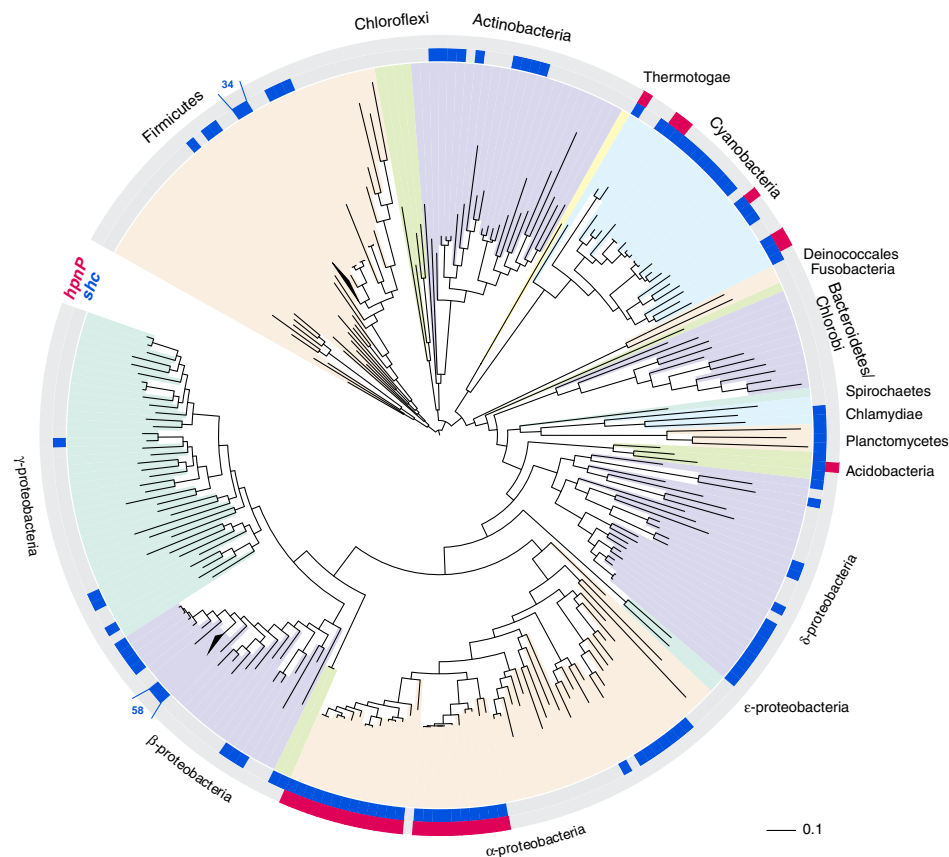 Chloroflexi
Actinobacteria
Thermotogae
Cyanobacteria
Deinococcales
Fusobacteria
Bacteroidetes/
Chlorobi
Spirochaetes
Chlamydiae
Planctomycetes
Acidobacteria
δ-proteobacteria
ε-proteobacteria
α-proteobacteria
β-proteobacteria
58
γ-proteobacteria
hpnP
shc
Firmicutes
34
0.1